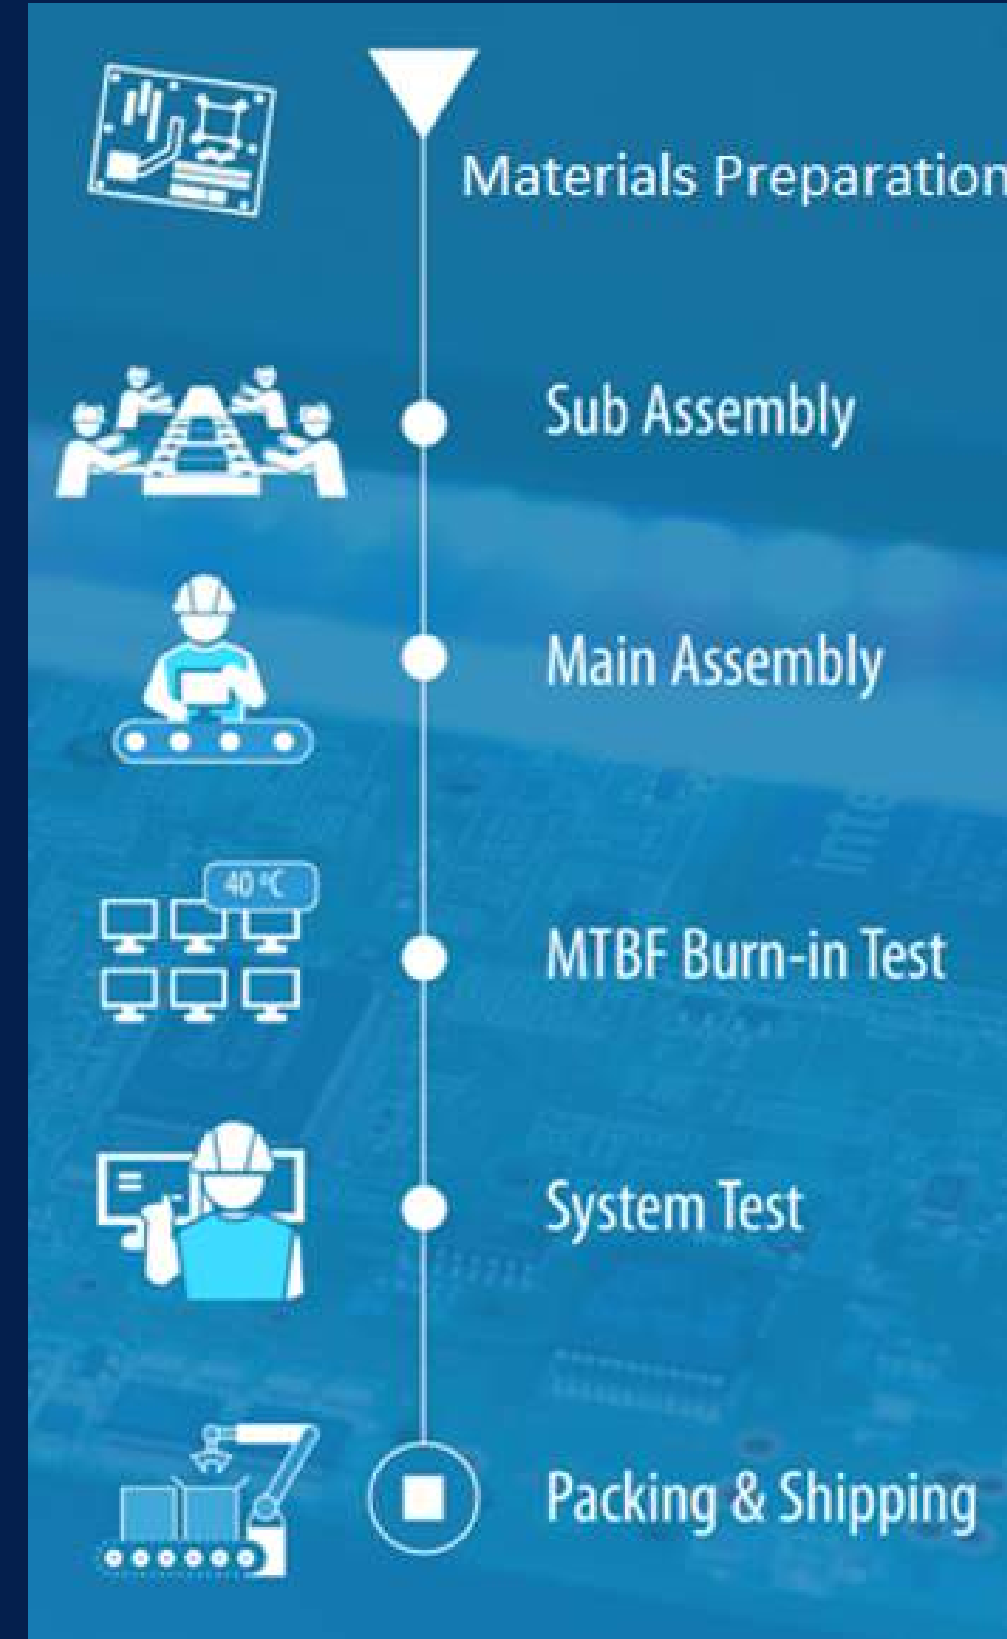 Materials Preparation
Sub Assembly
Main Assembly
40 °C
MTBF Burn-in Test
System Test
Packing & Shipping